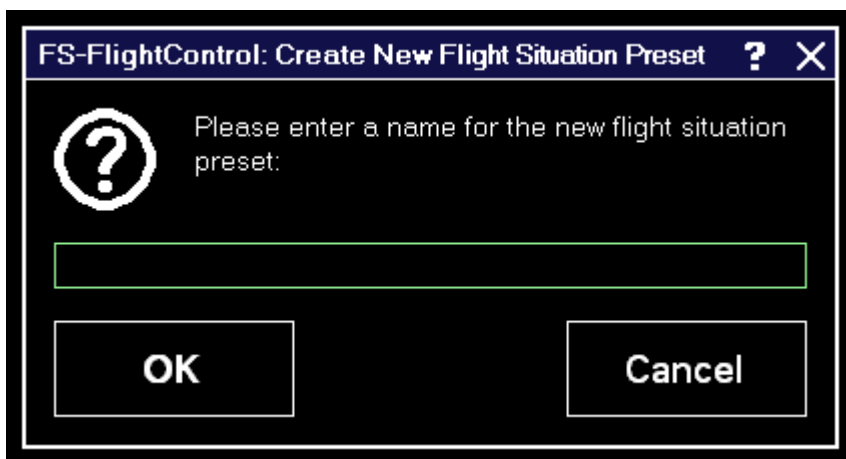 FS-FlightControl: Create New Flight Situation Preset ?
Please enter a name for the new flight situation
preset:
OK
Cancel